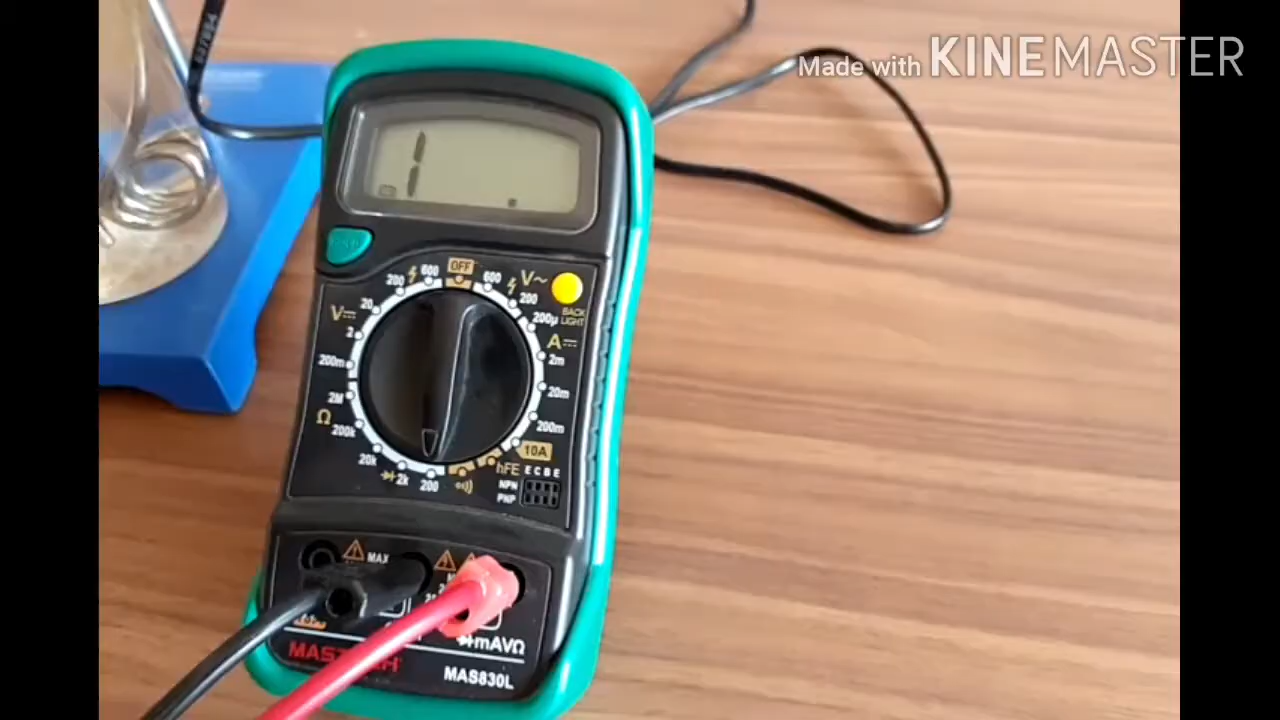 Made with KINEMASTER
1 .
OFF
600
200
20
V
2
200m
2M
Ω
200k
20k
2k
200
600
V~
200
200µ
BACK
LIGHT
A
2m
20m
200m
10A
hFE E C B E
NPN
PNP
MAX
mAVΩ
MAS830L